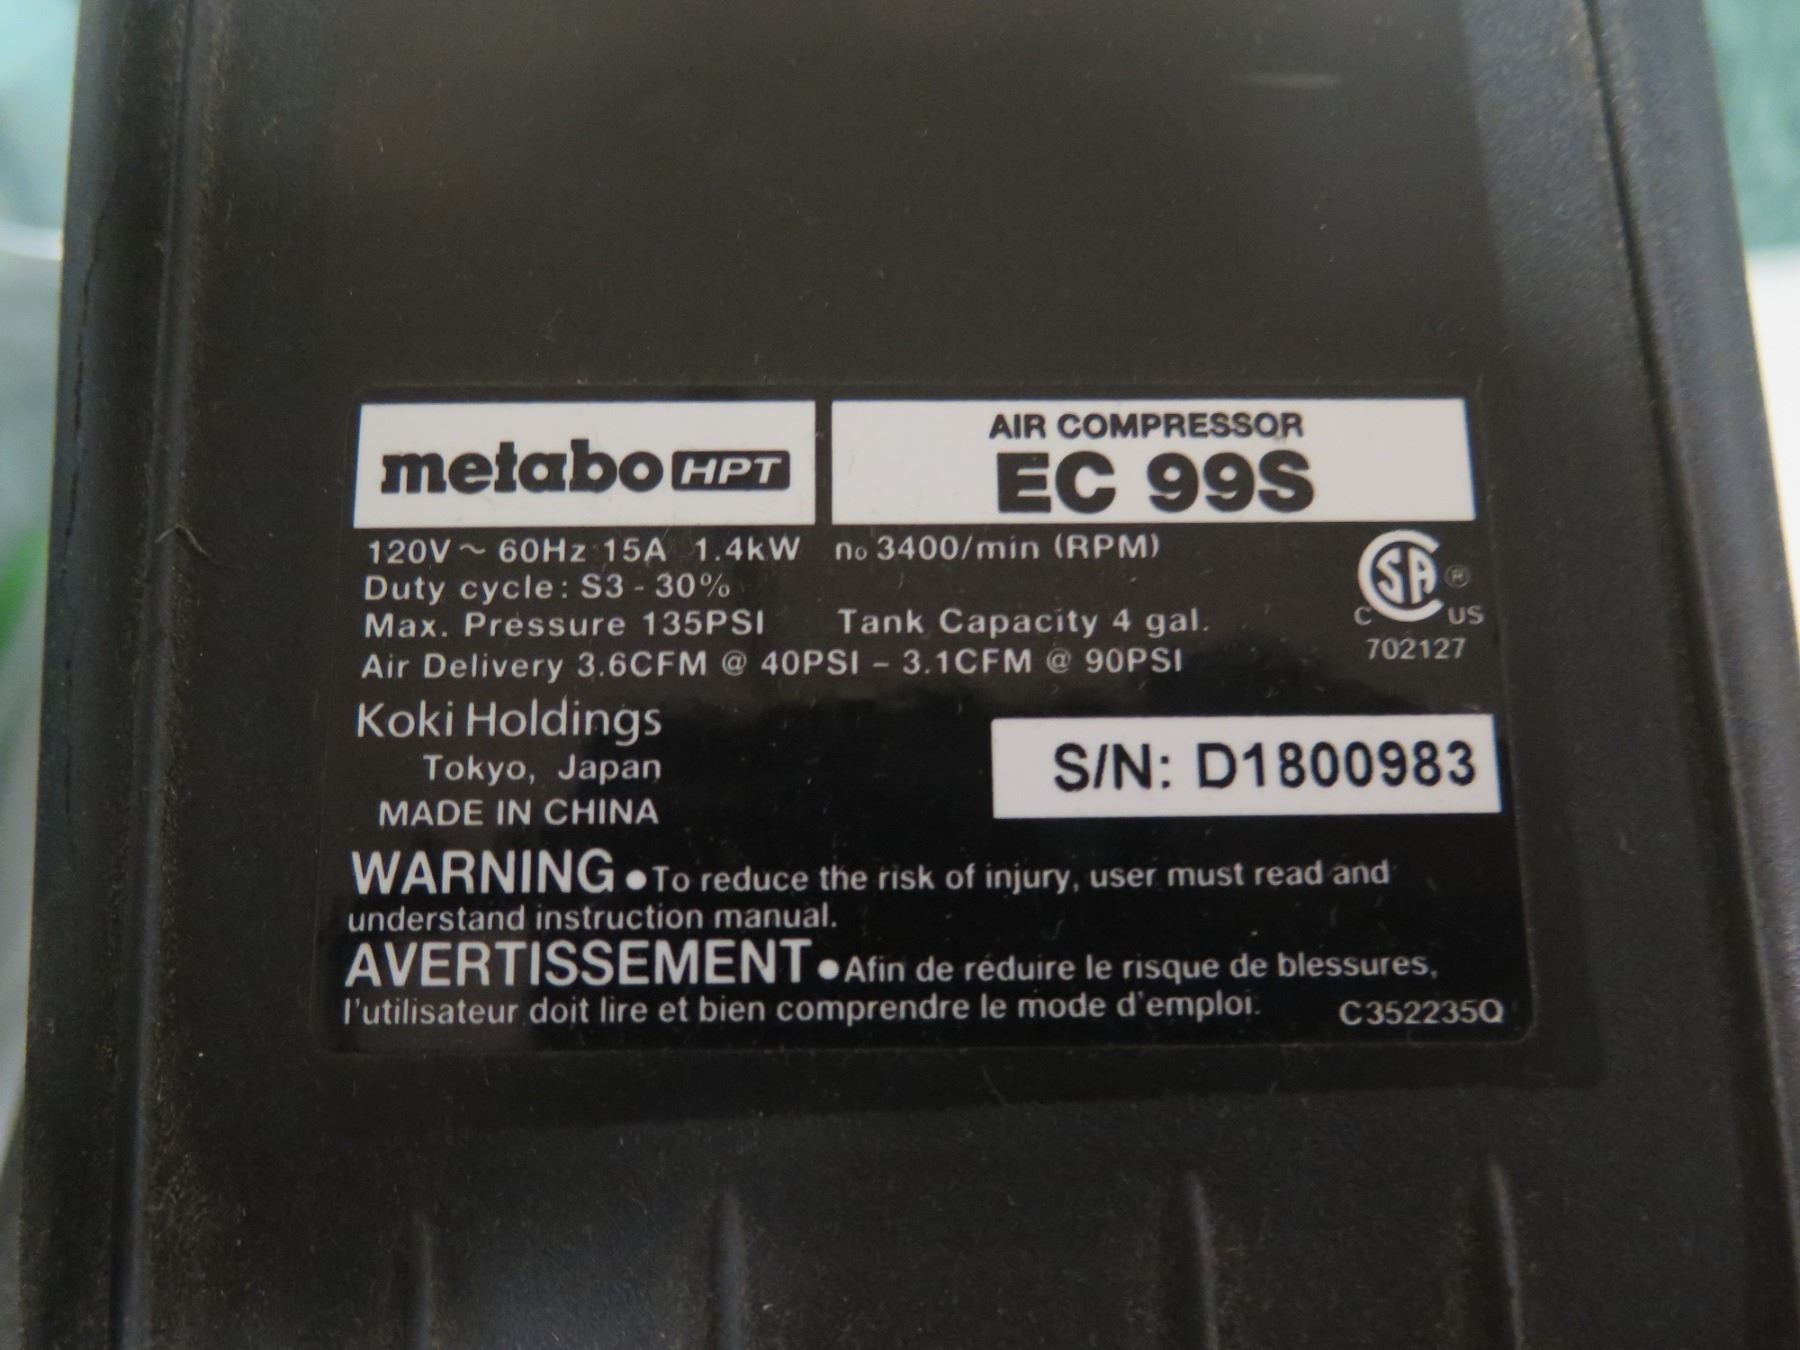 metabo HPT
AIR COMPRESSOR
EC 99S
120V ~ 60Hz 15A 1.4kW no 3400/min (RPM)
Duty cycle: S3 - 30%
Max. Pressure 135PSI Tank Capacity 4 gal.
Air Delivery 3.6CFM @ 40PSI – 3.1CFM @ 90PSI
CSA ®
C US
702127
Koki Holdings
Tokyo, Japan
MADE IN CHINA
S/N: D1800983
WARNING ●To reduce the risk of injury, user must read and
understand instruction manual.
AVERTISSEMENT ●Afin de réduire le risque de blessures,
l'utilisateur doit lire et bien comprendre le mode d'emploi.
C352235Q